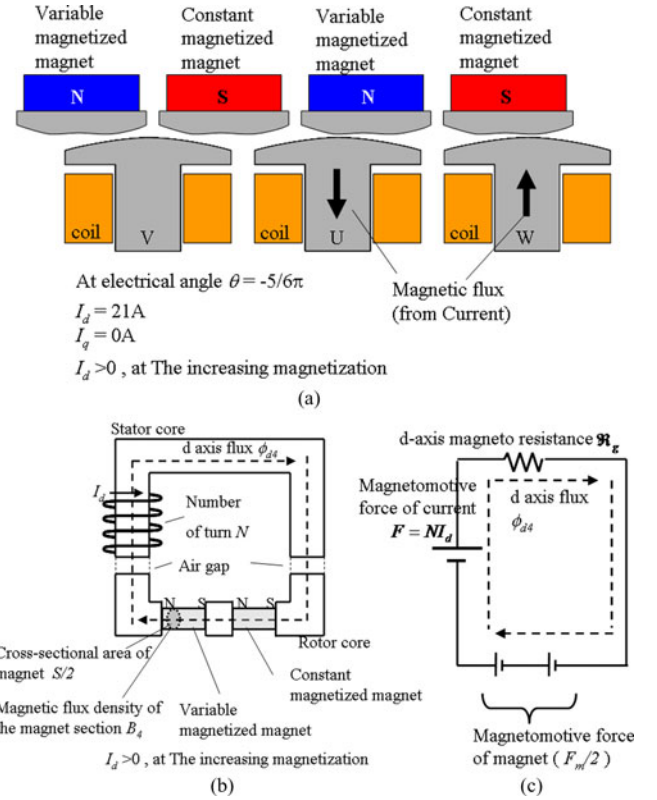 Variable magnetized magnet
Constant magnetized magnet
Variable magnetized magnet
Constant magnetized magnet
N
S
N
S
coil
V
coil
U
coil
W
At electrical angle θ = -5/6π
I_d = 21A
I_q = 0A
I_d >0 , at The increasing magnetization
Magnetic flux
(from Current)
(a)
Stator core
d axis flux ϕ_d4
I_d
Number
of turn N
Air gap
N S N S
Rotor core
Cross-sectional area of
magnet S/2
Constant
magnetized magnet
Magnetic flux density of
the magnet section B_4
Variable
magnetized magnet
I_d >0 , at The increasing magnetization
(b)
d-axis magneto resistance ℜ_g
Magnetomotive
force of current
F = NI_d
d axis flux
ϕ_d4
Magnetomotive force
of magnet ( F_m/2 )
(c)